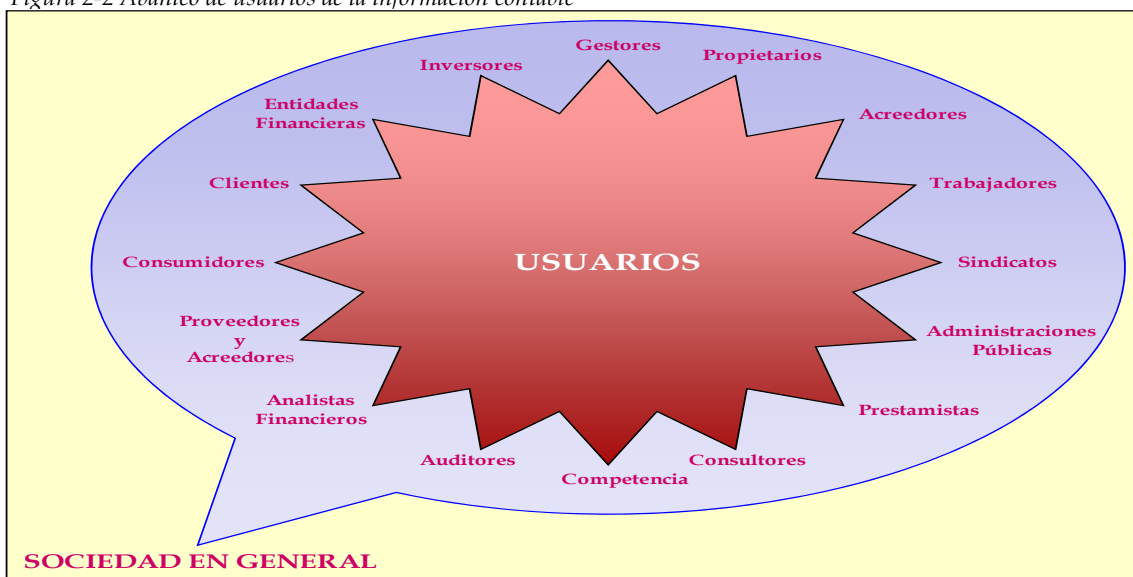 Figura 2-2 Abanico de usuarios de la información contable
Gestores
Inversores
Propietarios
Entidades
Financieras
Acreedores
Clientes
Trabajadores
Consumidores
USUARIOS
Sindicatos
Proveedores
y
Acreedores
Administraciones
Públicas
Analistas
Financieros
Prestamistas
Auditores
Consultores
Competencia
SOCIEDAD EN GENERAL